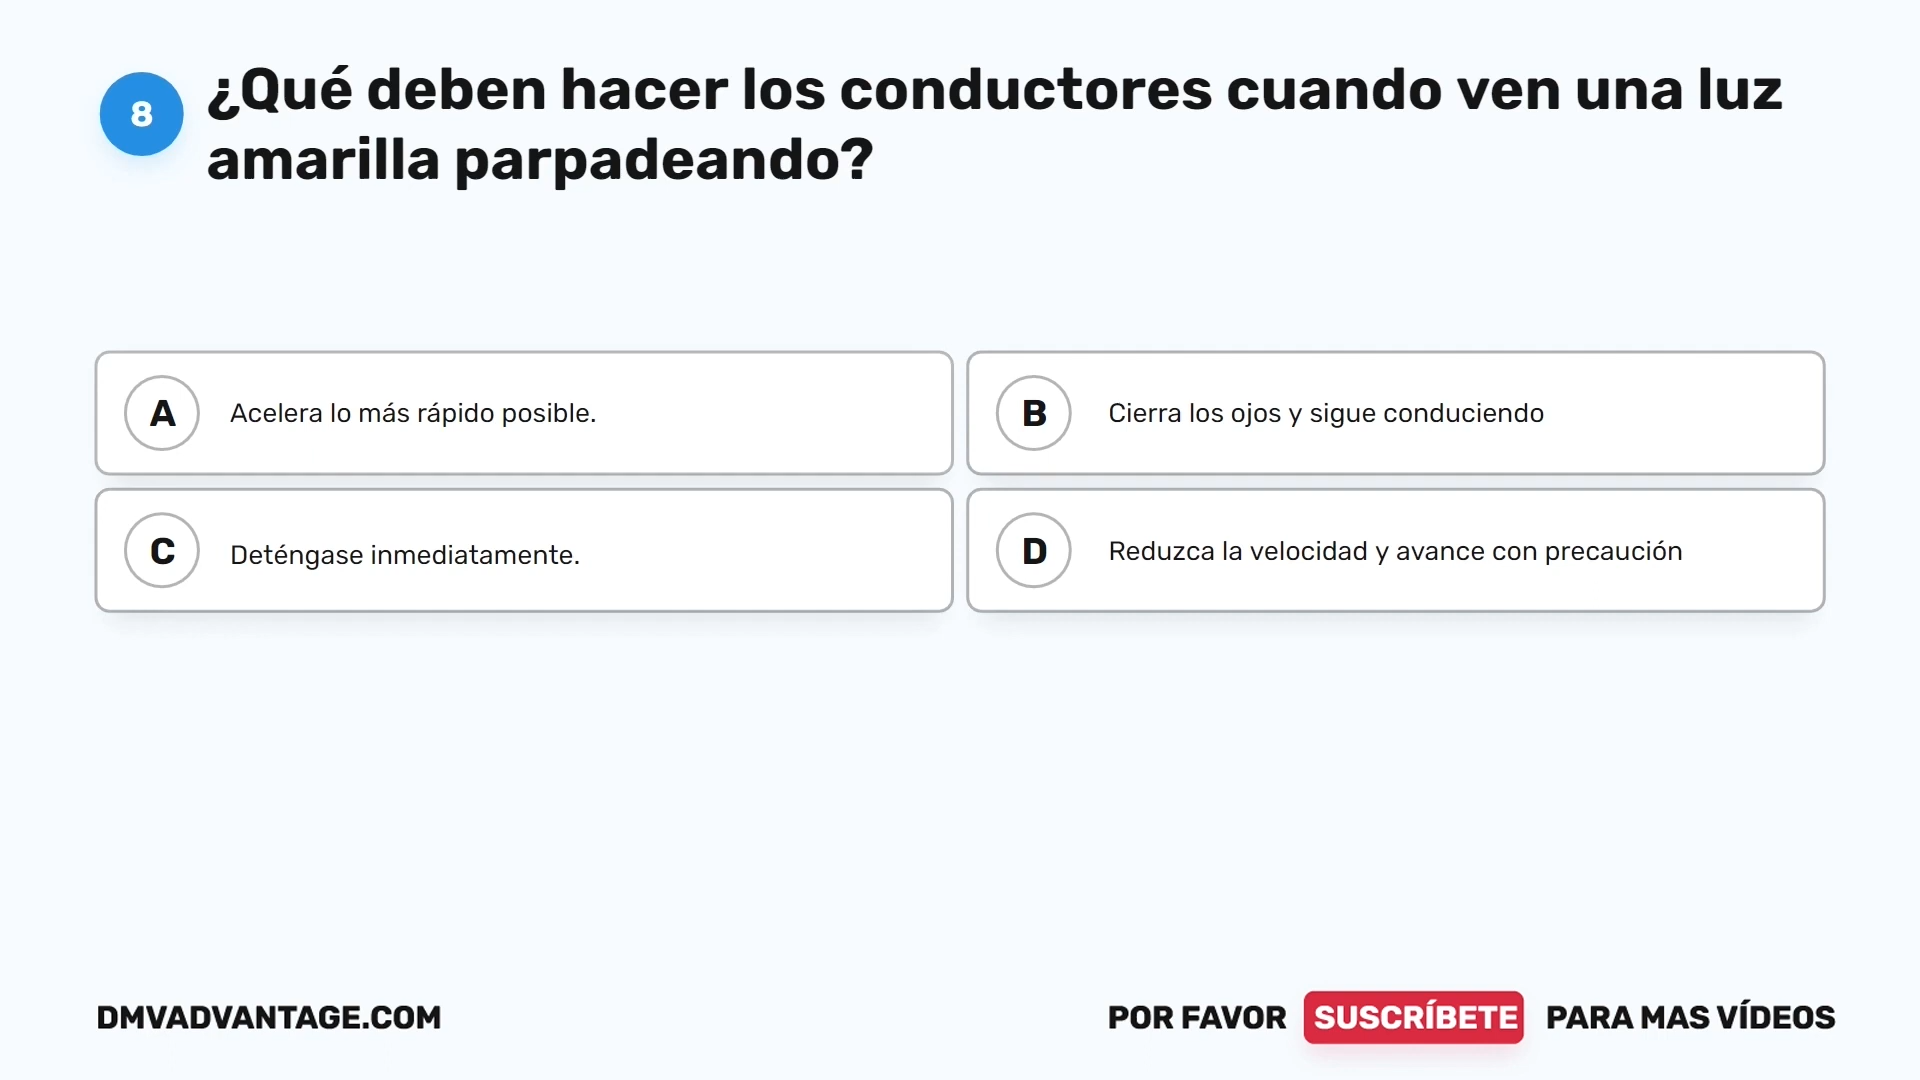 8
¿Qué deben hacer los conductores cuando ven una luz
amarilla parpadeando?
A Acelera lo más rápido posible.
B Cierra los ojos y sigue conduciendo
C Deténgase inmediatamente.
D Reduzca la velocidad y avance con precaución
DMVADVANTAGE.COM
POR FAVOR SUSCRÍBETE PARA MAS VÍDEOS